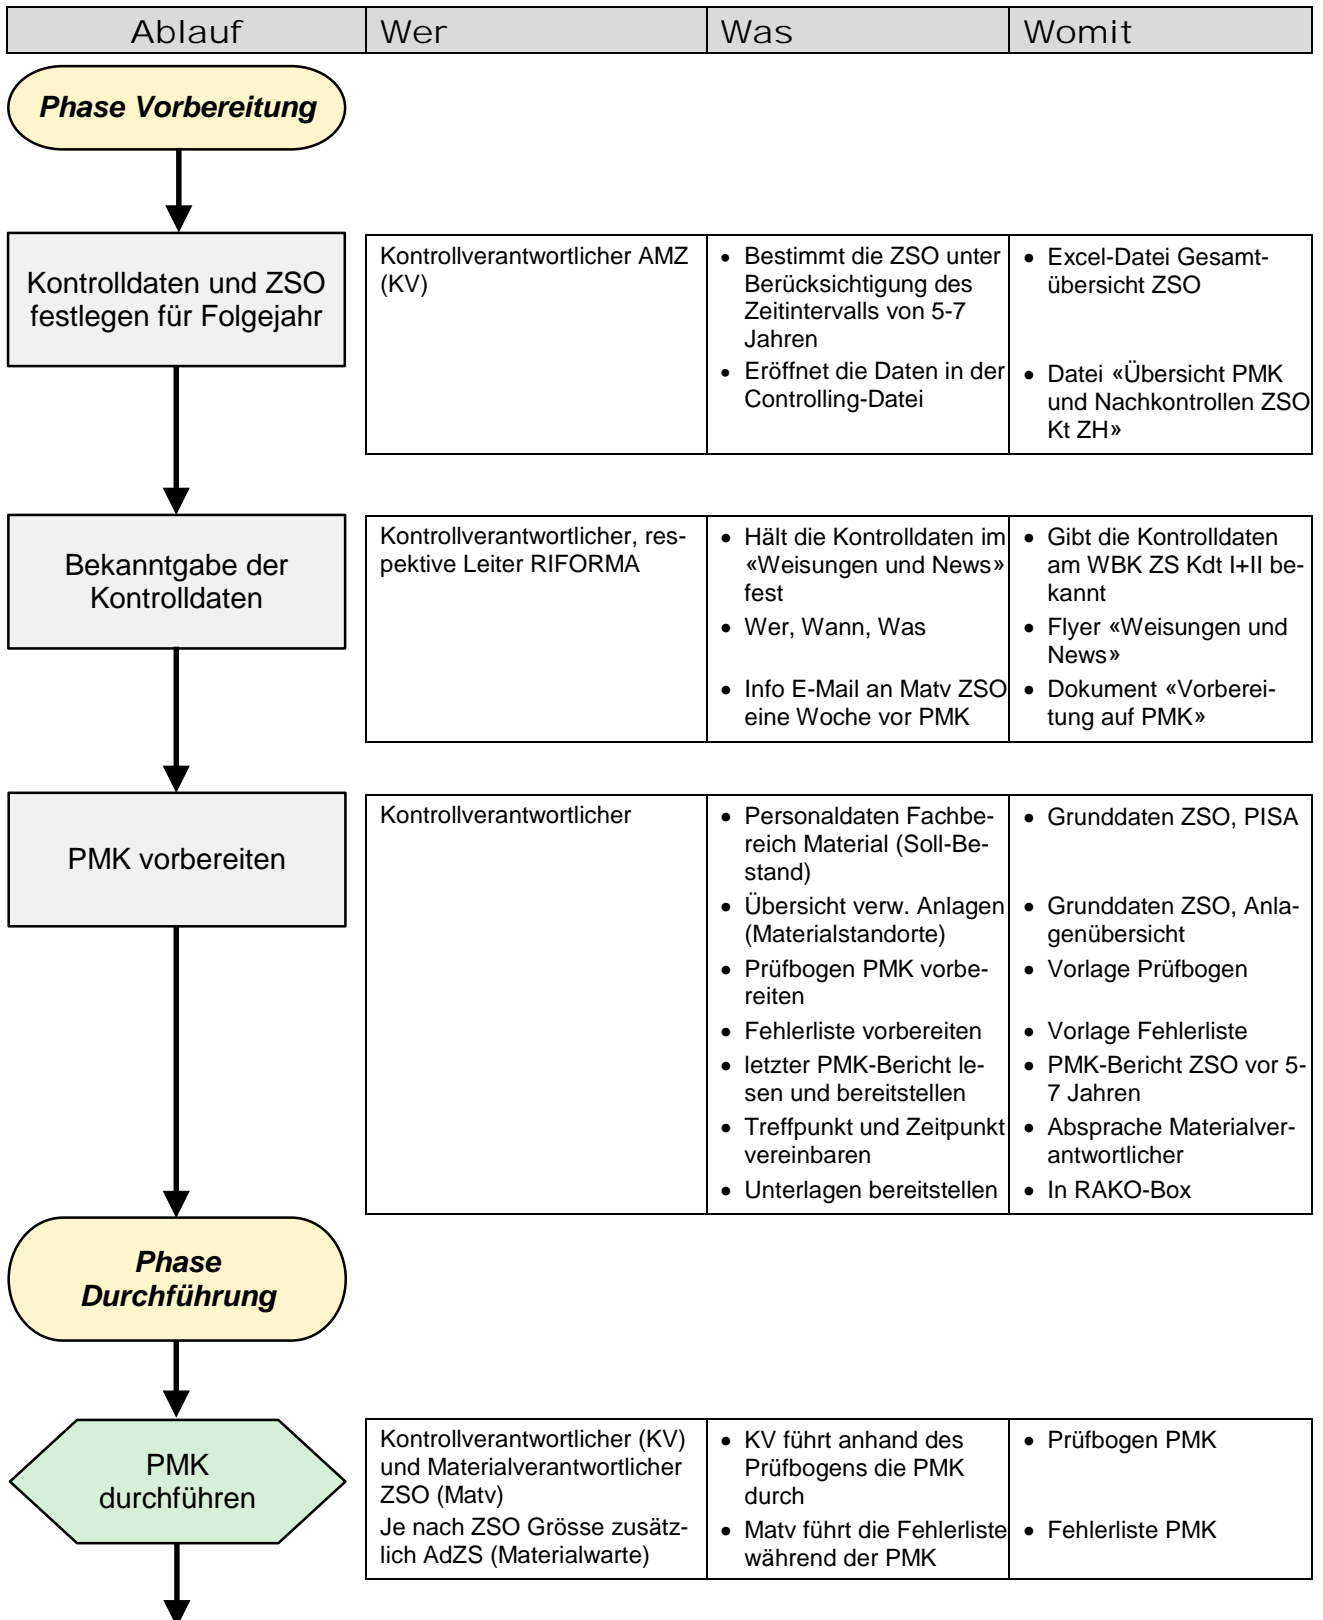 Ablauf Wer Was Womit
Phase Vorbereitung
Kontrolldaten und ZSO
festlegen für Folgejahr
Kontrollverantwortlicher AMZ
(KV)
• Bestimmt die ZSO unter
Berücksichtigung des
Zeitintervalls von 5-7
Jahren
• Eröffnet die Daten in der
Controlling-Datei
• Excel-Datei Gesamt-
übersicht ZSO
• Datei «Übersicht PMK
und Nachkontrollen ZSO
Kt ZH»
Bekanntgabe der
Kontrolldaten
Kontrollverantwortlicher, res-
pektive Leiter RIFORMA
• Hält die Kontrolldaten im
«Weisungen und News»
fest
• Wer, Wann, Was
• Info E-Mail an Matv ZSO
eine Woche vor PMK
• Gibt die Kontrolldaten
am WBK ZS Kdt I+II be-
kannt
• Flyer «Weisungen und
News»
• Dokument «Vorberei-
tung auf PMK»
PMK vorbereiten
Kontrollverantwortlicher
• Personaldaten Fachbe-
reich Material (Soll-Be-
stand)
• Übersicht verw. Anlagen
(Materialstandorte)
• Prüfbogen PMK vorbe-
reiten
• Fehlerliste vorbereiten
• letzter PMK-Bericht le-
sen und bereitstellen
• Treffpunkt und Zeitpunkt
vereinbaren
• Unterlagen bereitstellen
• Grunddaten ZSO, PISA
• Grunddaten ZSO, Anla-
genübersicht
• Vorlage Prüfbogen
• Vorlage Fehlerliste
• PMK-Bericht ZSO vor 5-
7 Jahren
• Absprache Materialver-
antwortlicher
• In RAKO-Box
Phase
Durchführung
PMK
durchführen
Kontrollverantwortlicher (KV)
und Materialverantwortlicher
ZSO (Matv)
Je nach ZSO Grösse zusätz-
lich AdZS (Materialwarte)
• KV führt anhand des
Prüfbogens die PMK
durch
• Matv führt die Fehlerliste
während der PMK
• Prüfbogen PMK
• Fehlerliste PMK